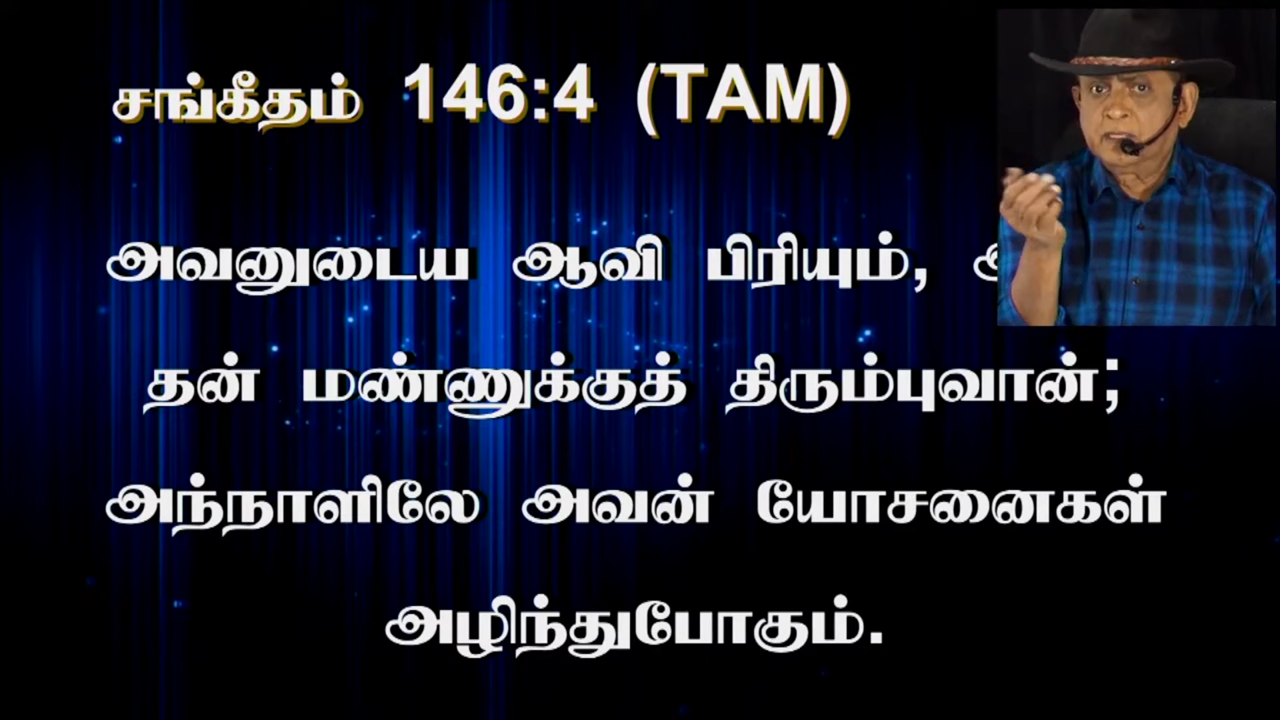 சங்கீதம் 146:4 (TAM)
அவனுடைய ஆவி பிரியும்,
தன் மண்ணுக்குத் திரும்புவான்;
அந்நாளிலே அவன் யோசனைகள்
அழிந்துபோகும்.